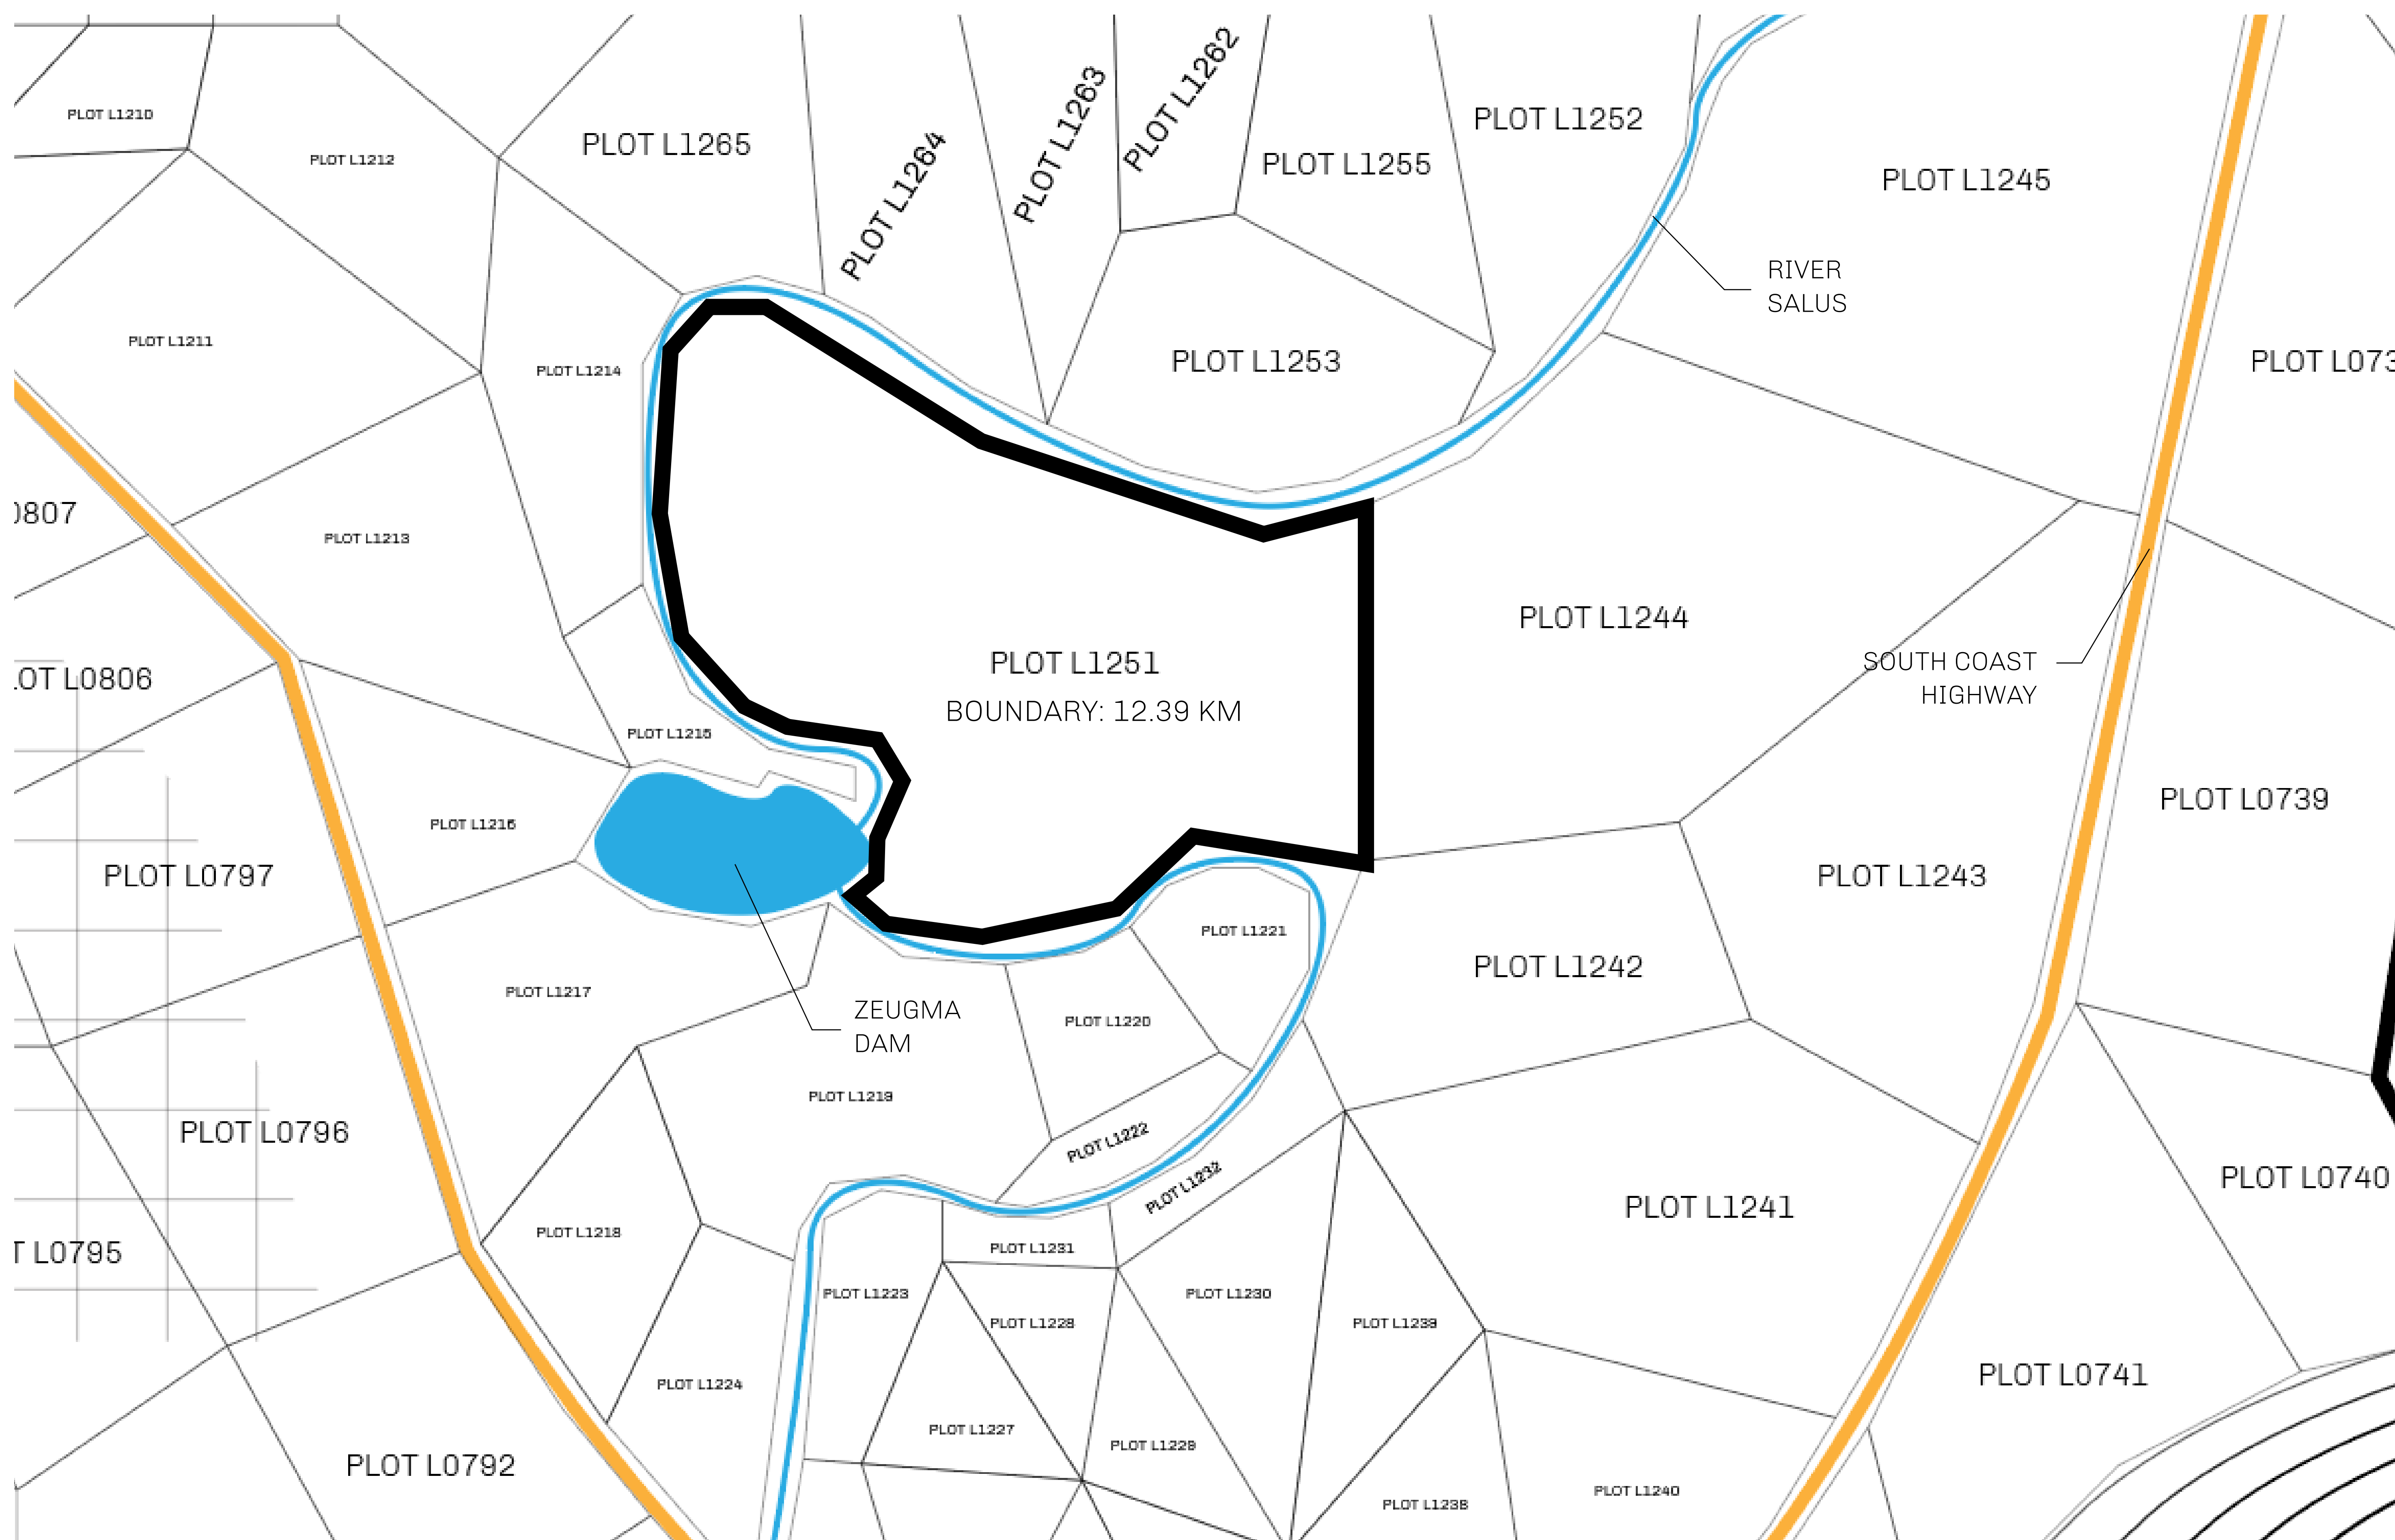 PLOT L1210
PLOT L1212
PLOT L1265
PLOT L1264
PLOT L1263
PLOT L1262
PLOT L1255
PLOT L1252
PLOT L1245
RIVER
SALUS
PLOT L1211
PLOT L1214
PLOT L1253
PLOT L073
0807
PLOT L1213
PLOT L1244
PLOT L1251
BOUNDARY: 12.39 KM
SOUTH COAST
HIGHWAY
LOT L0806
PLOT L1215
PLOT L1216
PLOT L0797
PLOT L1243
PLOT L0739
PLOT L1221
PLOT L1242
PLOT L1217
ZEUGMA
DAM
PLOT L1220
PLOT L1219
PLOT L0796
PLOT L1222
PLOT L1232
PLOT L1241
PLOT L0740
T L0795
PLOT L1218
PLOT L1231
PLOT L1223
PLOT L1230
PLOT L1228
PLOT L1239
PLOT L0741
PLOT L1224
PLOT L1227
PLOT L1229
PLOT L0792
PLOT L1240
PLOT L1238